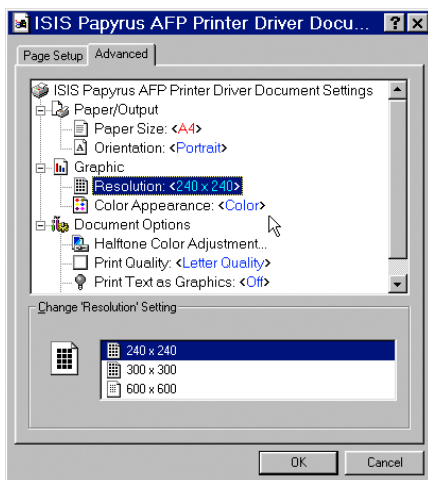 ISIS Papyrus AFP Printer Driver Docu... ? ×
Page Setup Advanced
ISIS Papyrus AFP Printer Driver Document Settings
Paper/Output
Paper Size: <A4>
Orientation: <Portrait>
Graphic
Resolution: <240 x 240>
Color Appearance: <Color>
Document Options
Halftone Color Adjustment...
Print Quality: <Letter Quality>
Print Text as Graphics: <Off>
Change 'Resolution' Setting
240 x 240
300 x 300
600 x 600
OK Cancel